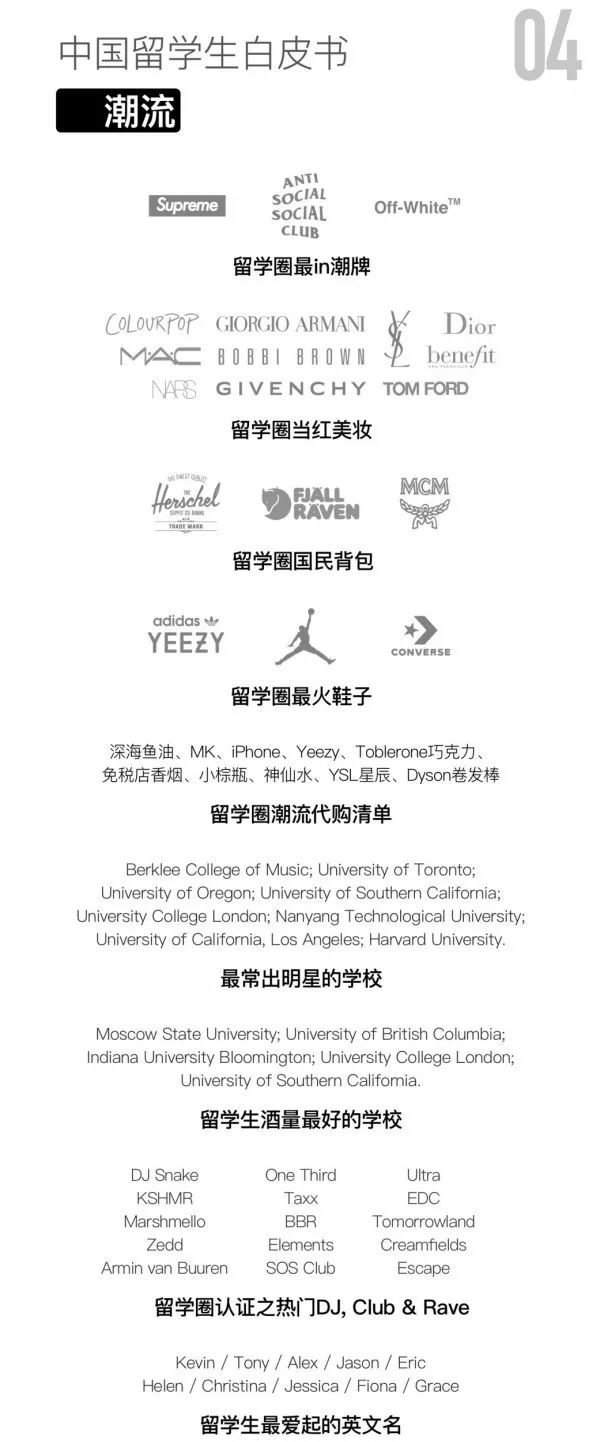 04
中国留学生白皮书
潮流
Supreme
ANTI
SOCIAL
SOCIAL
CLUB
Off-White™
留学圈最in潮牌
COLOURPOP GIORGIO ARMANI YSL Dior
M·A·C BOBBI BROWN benefit
SAN FRANCISCO
NARS GIVENCHY TOM FORD
留学圈当红美妆
THE FINEST QUALITY
THE
Herschel
SUPPLY CO. BRAND
TRADE MARK
FJÄLL
RÄVEN
MCM
留学圈国民背包
adidas
YEEZY
CONVERSE
留学圈最火鞋子
深海鱼油、MK、iPhone、Yeezy、Toblerone巧克力、
免税店香烟、小棕瓶、神仙水、YSL星辰、Dyson卷发棒
留学圈潮流代购清单
Berklee College of Music; University of Toronto;
University of Oregon; University of Southern California;
University College London; Nanyang Technological University;
University of California, Los Angeles; Harvard University.
最常出明星的学校
Moscow State University; University of British Columbia;
Indiana University Bloomington; University College London;
University of Southern California.
留学生酒量最好的学校
DJ Snake One Third Ultra
KSHMR Taxx EDC
Marshmello BBR Tomorrowland
Zedd Elements Creamfields
Armin van Buuren SOS Club Escape
留学圈认证之热门DJ, Club & Rave
Kevin / Tony / Alex / Jason / Eric
Helen / Christina / Jessica / Fiona / Grace
留学生最爱起的英文名